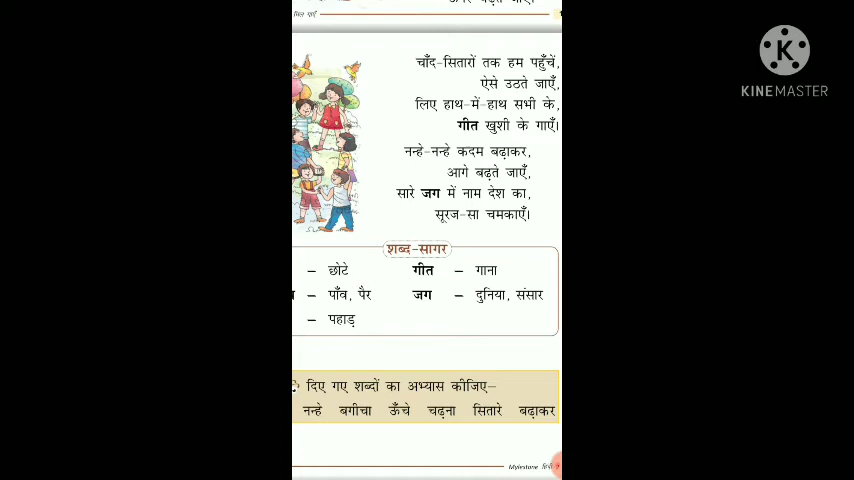 मिल गाएँ
चाँद-सितारों तक हम पहुँचें,
ऐसे उठते जाएँ,
लिए हाथ-में-हाथ सभी के,
गीत खुशी के गाएँ।
नन्हे-नन्हे कदम बढ़ाकर,
आगे बढ़ते जाएँ,
सारे जग में नाम देश का,
सूरज-सा चमकाएँ।
शब्द-सागर
– छोटे गीत – गाना
– पाँव, पैर जग – दुनिया, संसार
– पहाड़
दिए गए शब्दों का अभ्यास कीजिए–
नन्हे बगीचा ऊँचे चढ़ना सितारे बढ़ाकर
Mylestone हिंदी
K
KINEMASTER